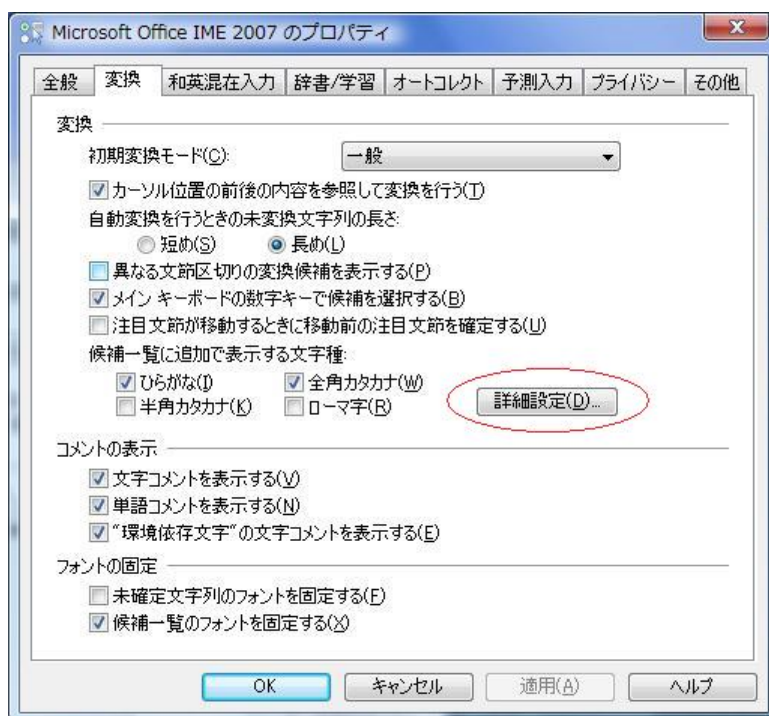 Microsoft Office IME 2007 のプロパティ
全般 変換 和英混在入力 辞書/学習 オートコレクト 予測入力 プライバシー その他
変換
初期変換モード(C): 一般
カーソル位置の前後の内容を参照して変換を行う(T)
自動変換を行うときの未変換文字列の長さ:
短め(S) 長め(L)
異なる文節区切りの変換候補を表示する(P)
メイン キーボードの数字キーで候補を選択する(B)
注目文節が移動するときに移動前の注目文節を確定する(U)
候補一覧に追加で表示する文字種:
ひらがな(I) 全角カタカナ(W)
半角カタカナ(K) ローマ字(R) 詳細設定(D)...
コメントの表示
文字コメントを表示する(V)
単語コメントを表示する(N)
"環境依存文字"の文字コメントを表示する(E)
フォントの固定
未確定文字列のフォントを固定する(F)
候補一覧のフォントを固定する(X)
OK キャンセル 適用(A) ヘルプ